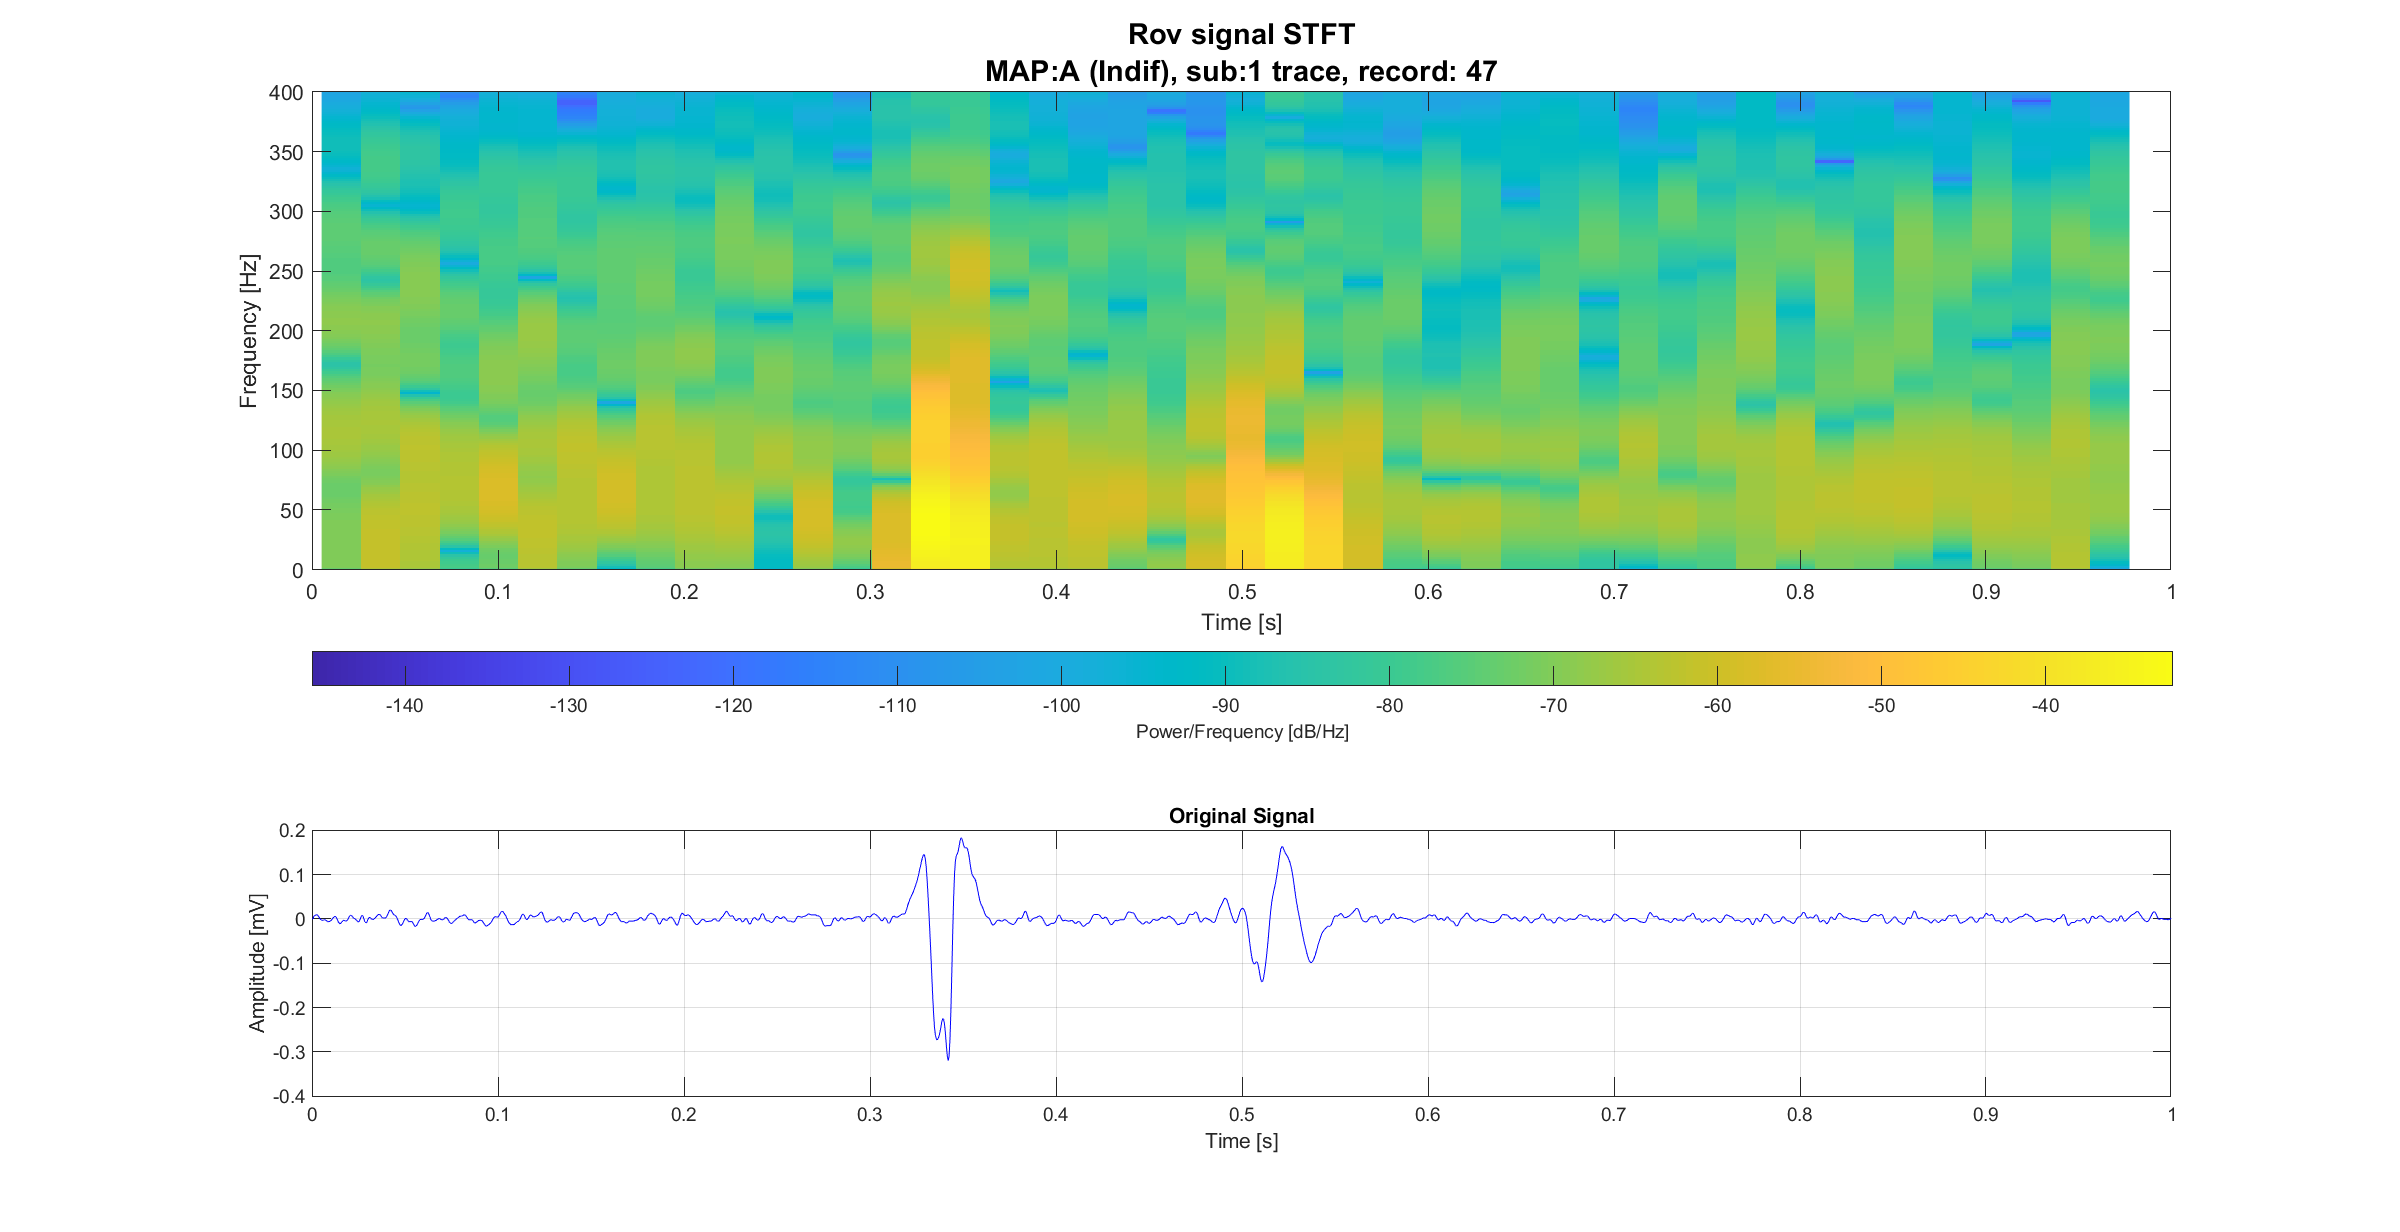 Rov signal STFT
MAP:A (Indif), sub:1 trace, record: 47
400
350
300
250
200
150
100
50
0
Frequency [Hz]
0 0.1 0.2 0.3 0.4 0.5 0.6 0.7 0.8 0.9 1
Time [s]
-140 -130 -120 -110 -100 -90 -80 -70 -60 -50 -40
Power/Frequency [dB/Hz]
Original Signal
0.2
0.1
0
-0.1
-0.2
-0.3
-0.4
Amplitude [mV]
0 0.1 0.2 0.3 0.4 0.5 0.6 0.7 0.8 0.9 1
Time [s]